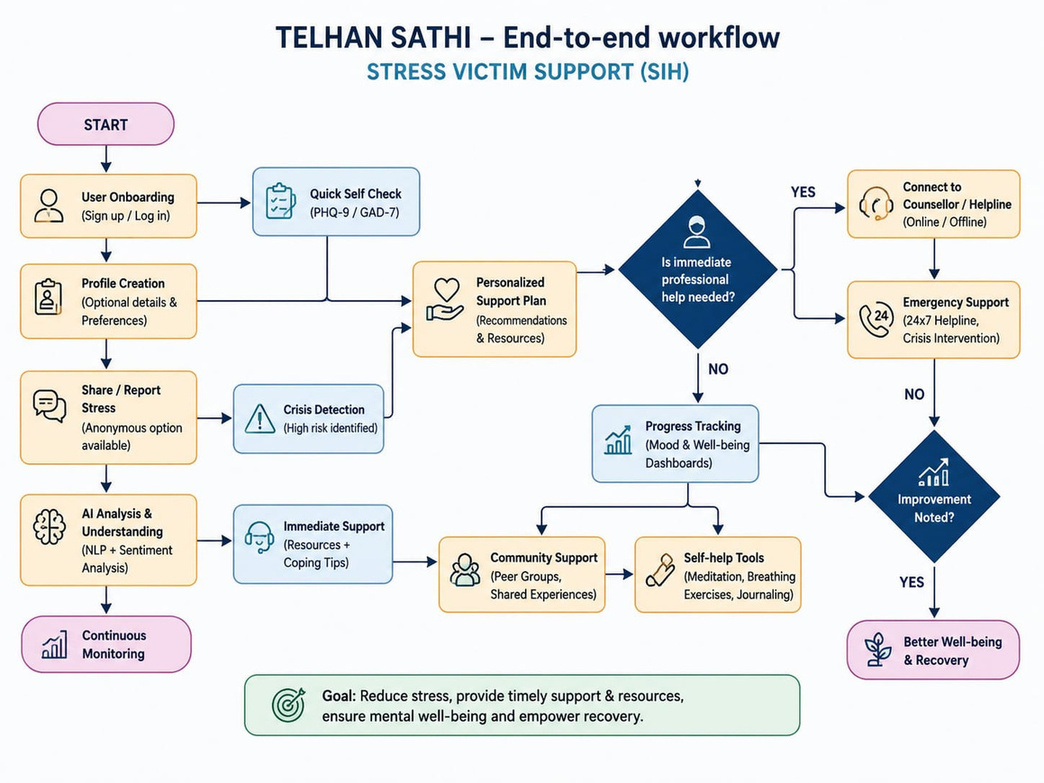 TELHAN SATHI – End-to-end workflow
STRESS VICTIM SUPPORT (SIH)
START
User Onboarding
(Sign up / Log in)
Quick Self Check
(PHQ-9 / GAD-7)
Profile Creation
(Optional details &
Preferences)
Share / Report
Stress
(Anonymous option
available)
Crisis Detection
(High risk identified)
AI Analysis &
Understanding
(NLP + Sentiment
Analysis)
Immediate Support
(Resources +
Coping Tips)
Continuous
Monitoring
Personalized
Support Plan
(Recommendations
& Resources)
Is immediate
professional
help needed?
YES
NO
Connect to
Counsellor / Helpline
(Online / Offline)
24
Emergency Support
(24x7 Helpline,
Crisis Intervention)
NO
Progress Tracking
(Mood & Well-being
Dashboards)
Community Support
(Peer Groups,
Shared Experiences)
Self-help Tools
(Meditation, Breathing
Exercises, Journaling)
Improvement
Noted?
YES
Better Well-being
& Recovery
Goal: Reduce stress, provide timely support & resources,
ensure mental well-being and empower recovery.